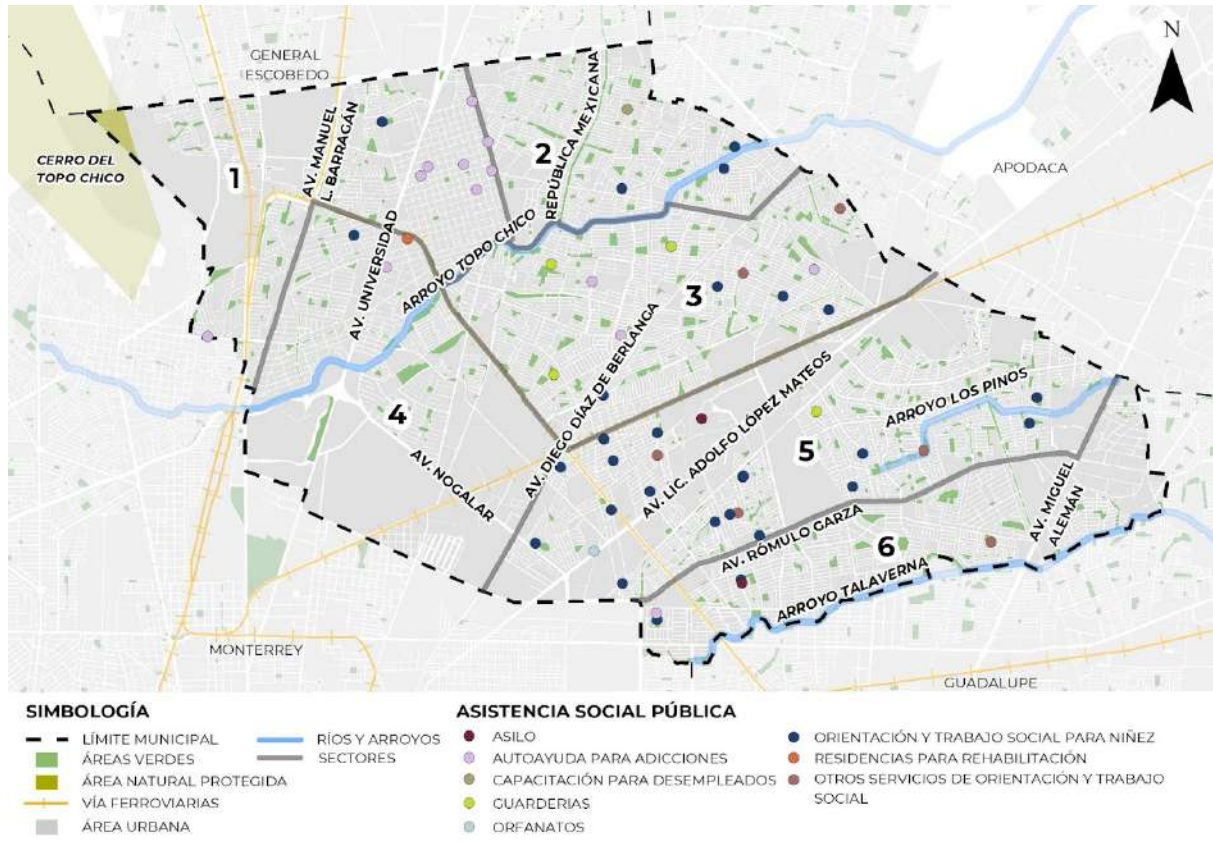 N
GENERAL
ESCOBEDO
CERRO DEL
TOPO CHICO
1
AV. MANUEL
L. BARRAGÁN
2
REPÚBLICA MEXICANA
APODACA
AV. UNIVERSIDAD
ARROYO TOPO CHICO
3
AV. DIEGO DÍAZ DE BERLANGA
AV. LIC. ADOLFO LÓPEZ MATEOS
ARROYO LOS PINOS
4
AV. NOGALAR
5
AV. RÓMULO GARZA
6
AV. MIGUEL
ALEMÁN
ARROYO TALAVERNA
MONTERREY
GUADALUPE
SIMBOLOGÍA
LÍMITE MUNICIPAL
ÁREAS VERDES
ÁREA NATURAL PROTEGIDA
VÍA FERROVIARIAS
ÁREA URBANA
RÍOS Y ARROYOS
SECTORES
ASISTENCIA SOCIAL PÚBLICA
ASILO
AUTOAYUDA PARA ADICCIONES
CAPACITACIÓN PARA DESEMPLEADOS
GUARDERIAS
ORFANATOS
ORIENTACIÓN Y TRABAJO SOCIAL PARA NIÑEZ
RESIDENCIAS PARA REHABILITACIÓN
OTROS SERVICIOS DE ORIENTACIÓN Y TRABAJO
SOCIAL